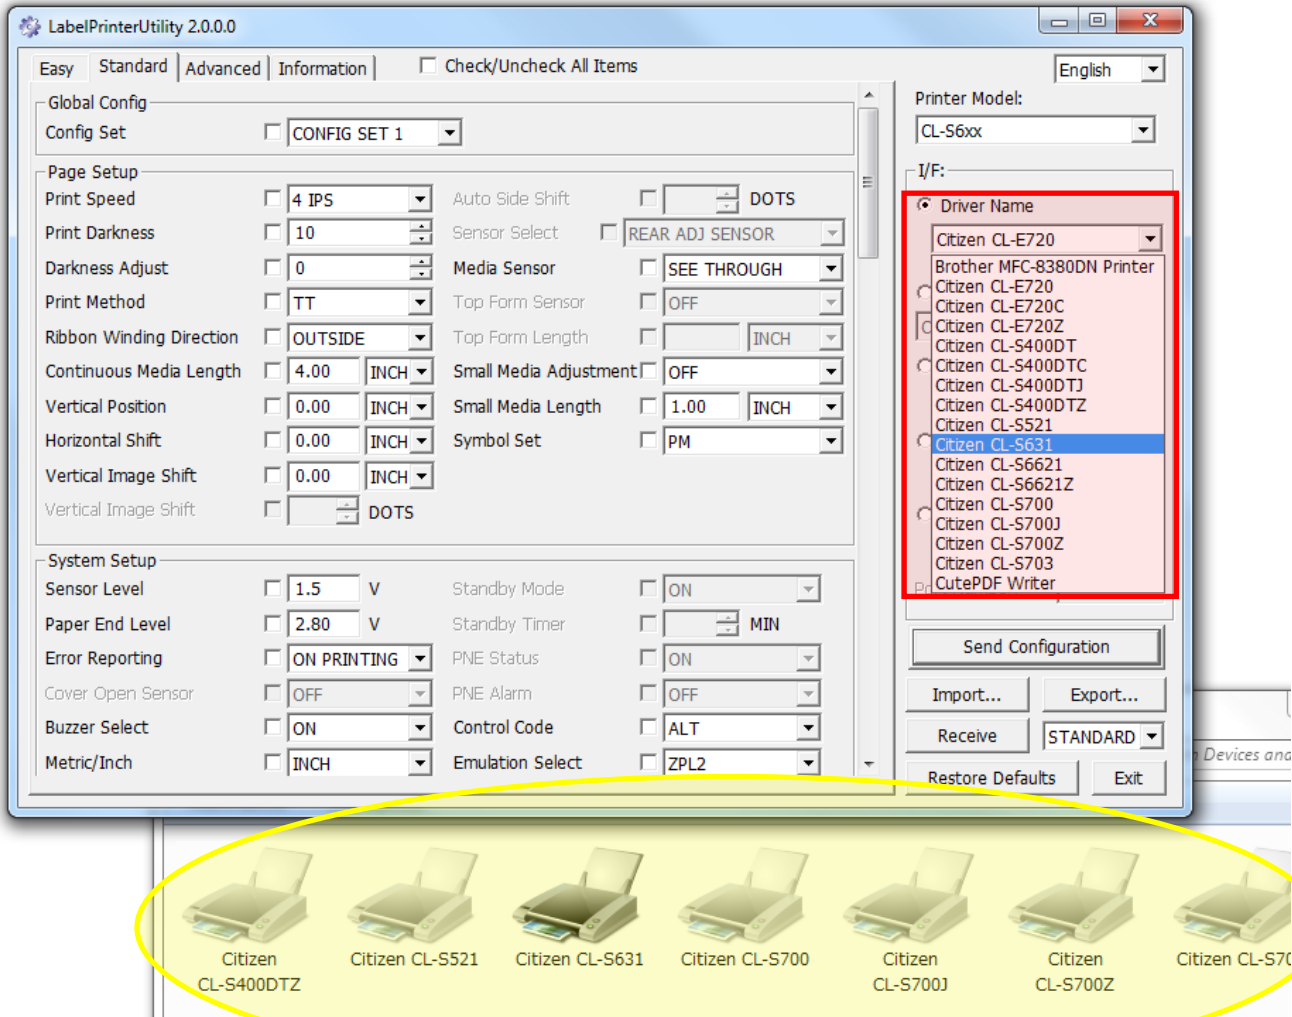 LabelPrinterUtility 2.0.0.0
Easy Standard Advanced Information Check/Uncheck All Items
English
Global Config
Config Set CONFIG SET 1
Page Setup
Print Speed 4 IPS Auto Side Shift DOTS
Print Darkness 10 Sensor Select REAR ADJ SENSOR
Darkness Adjust 0 Media Sensor SEE THROUGH
Print Method TT Top Form Sensor OFF
Ribbon Winding Direction OUTSIDE Top Form Length INCH
Continuous Media Length 4.00 INCH Small Media Adjustment OFF
Vertical Position 0.00 INCH Small Media Length 1.00 INCH
Horizontal Shift 0.00 INCH Symbol Set PM
Vertical Image Shift 0.00 INCH
Vertical Image Shift DOTS
System Setup
Sensor Level 1.5 V Standby Mode ON
Paper End Level 2.80 V Standby Timer MIN
Error Reporting ON PRINTING PNE Status ON
Cover Open Sensor OFF PNE Alarm OFF
Buzzer Select ON Control Code ALT
Metric/Inch INCH Emulation Select ZPL2
Printer Model:
CL-S6xx
I/F:
Driver Name
Citizen CL-E720
Brother MFC-8380DN Printer
Citizen CL-E720
Citizen CL-E720C
Citizen CL-E720Z
Citizen CL-S400DT
Citizen CL-S400DTC
Citizen CL-S400DTJ
Citizen CL-S400DTZ
Citizen CL-S521
Citizen CL-S631
Citizen CL-S6621
Citizen CL-S6621Z
Citizen CL-S700
Citizen CL-S700J
Citizen CL-S700Z
Citizen CL-S703
CutePDF Writer
Send Configuration
Import... Export...
Receive STANDARD
Restore Defaults Exit
Devices and
Citizen
CL-S400DTZ
Citizen CL-S521
Citizen CL-S631
Citizen CL-S700
Citizen
CL-S700J
Citizen
CL-S700Z
Citizen CL-S70